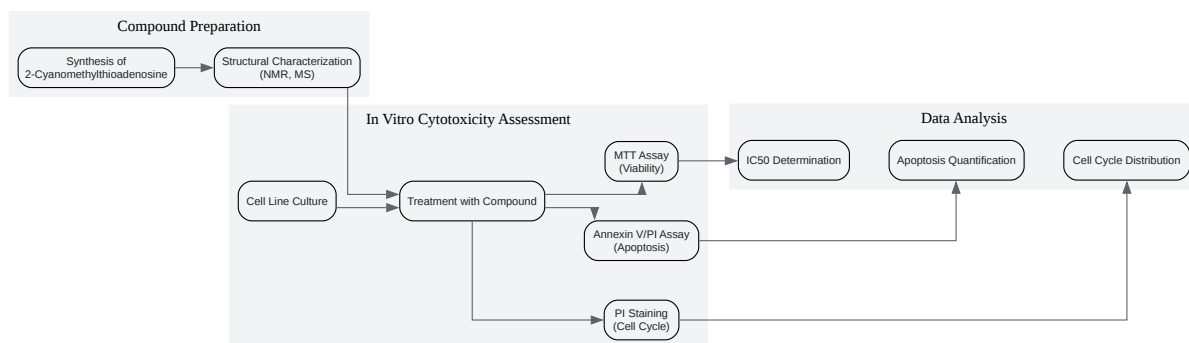 Compound Preparation
Synthesis of
2-Cyanomethylthioadenosine
Structural Characterization
(NMR, MS)
In Vitro Cytotoxicity Assessment
Cell Line Culture
Treatment with Compound
MTT Assay
(Viability)
Annexin V/PI Assay
(Apoptosis)
PI Staining
(Cell Cycle)
Data Analysis
IC50 Determination
Apoptosis Quantification
Cell Cycle Distribution